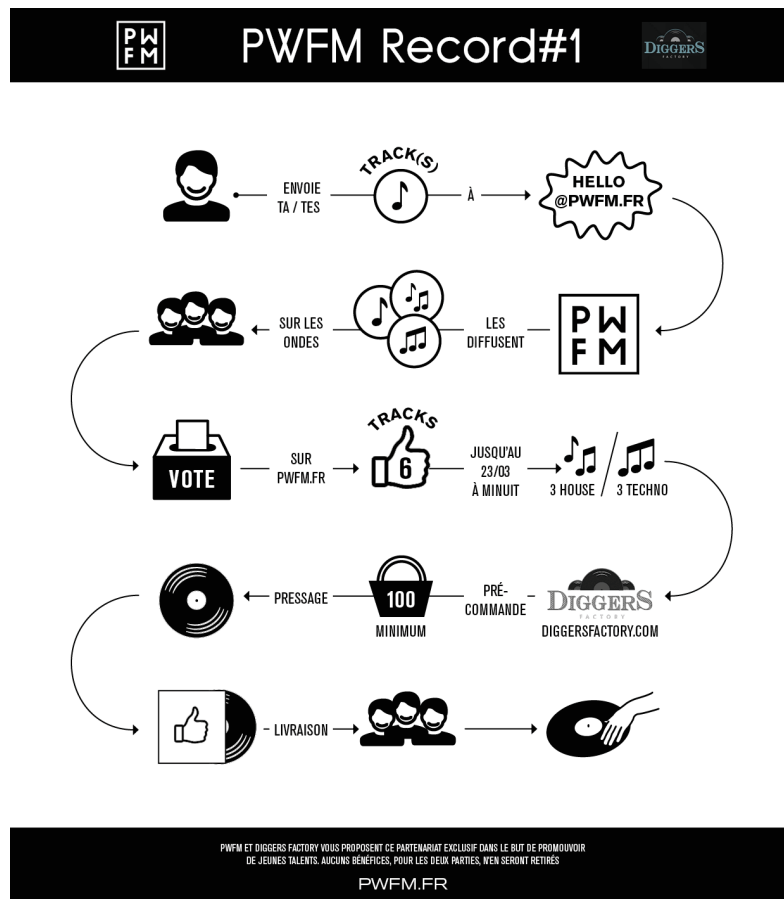 PW
FM
PWFM Record#1
DIGGERS
FACTORY
ENVOIE
TA / TES
TRACK(S)
À
HELLO
@PWFM.FR
SUR LES
ONDES
LES
DIFFUSENT
PW
FM
VOTE
SUR
PWFM.FR
TRACKS
6
JUSQU'AU
23/03
À MINUIT
3 HOUSE
3 TECHNO
PRESSAGE
100
MINIMUM
PRÉ-
COMMANDE
DIGGERS
FACTORY
DIGGERSFACTORY.COM
LIVRAISON
PWFM ET DIGGERS FACTORY VOUS PROPOSENT CE PARTENARIAT EXCLUSIF DANS LE BUT DE PROMOUVOIR
DE JEUNES TALENTS. AUCUNS BÉNÉFICES, POUR LES DEUX PARTIES, N'EN SERONT RETIRÉS
PWFM.FR